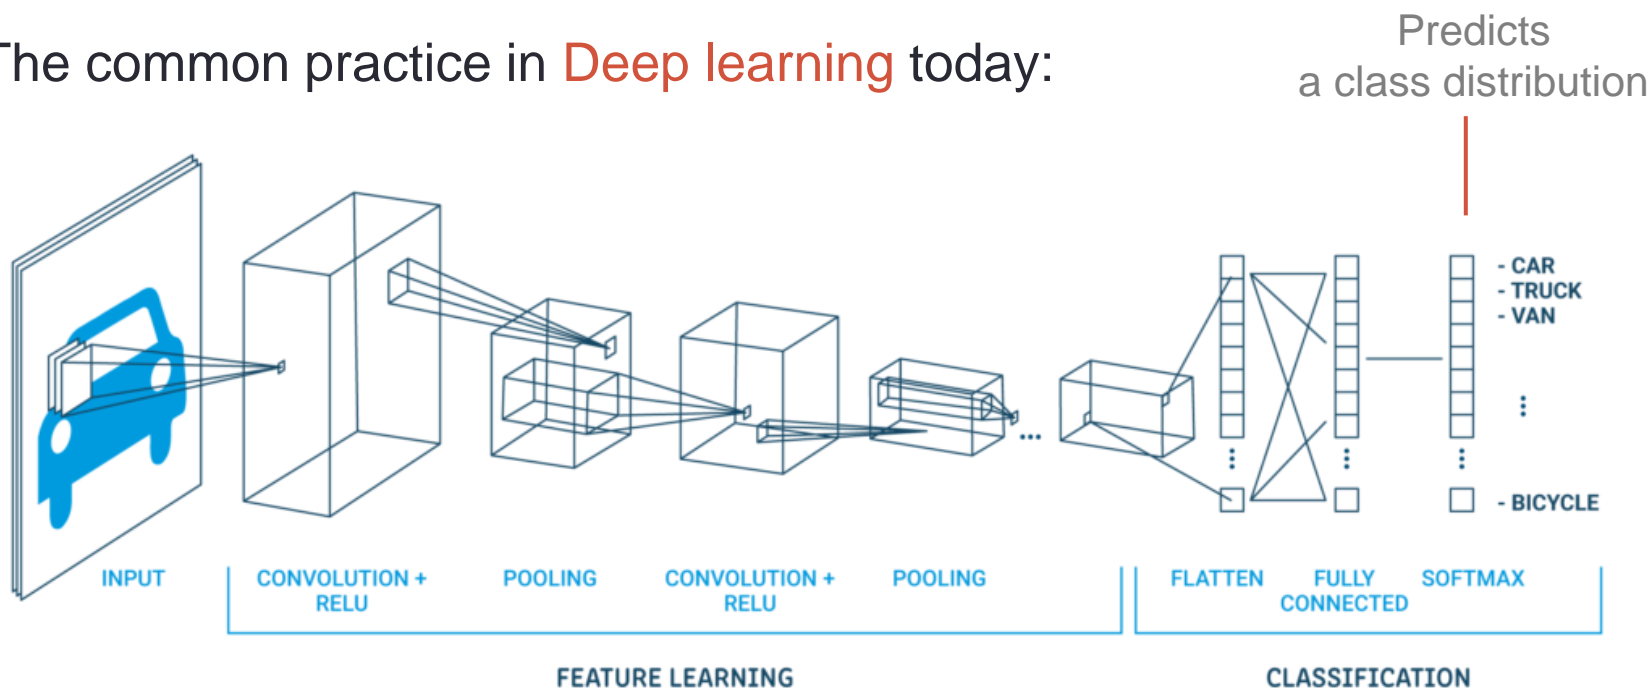 The common practice in Deep learning today:
Predicts
a class distribution
- CAR
- TRUCK
- VAN
- BICYCLE
INPUT
CONVOLUTION +
RELU
POOLING
CONVOLUTION +
RELU
POOLING
FLATTEN
FULLY
CONNECTED
SOFTMAX
FEATURE LEARNING
CLASSIFICATION